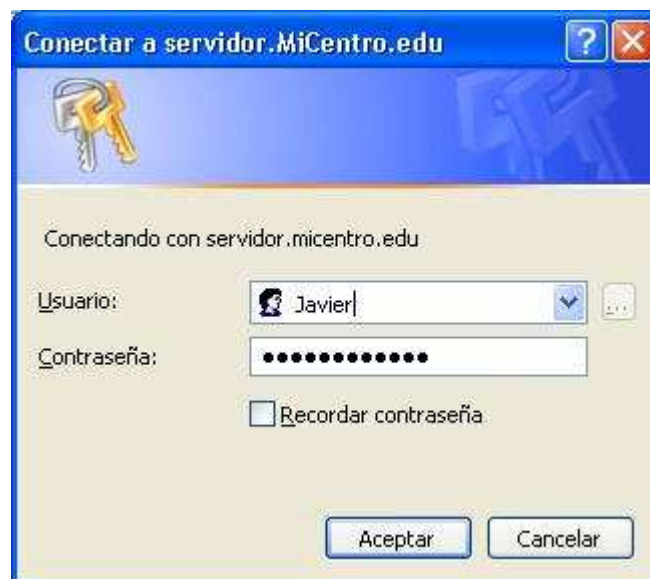 Conectar a servidor.MiCentro.edu
Conectando con servidor.micentro.edu
Usuario: Javier ...
Contraseña: ●●●●●●●●●●●●
Recordar contraseña
Aceptar Cancelar